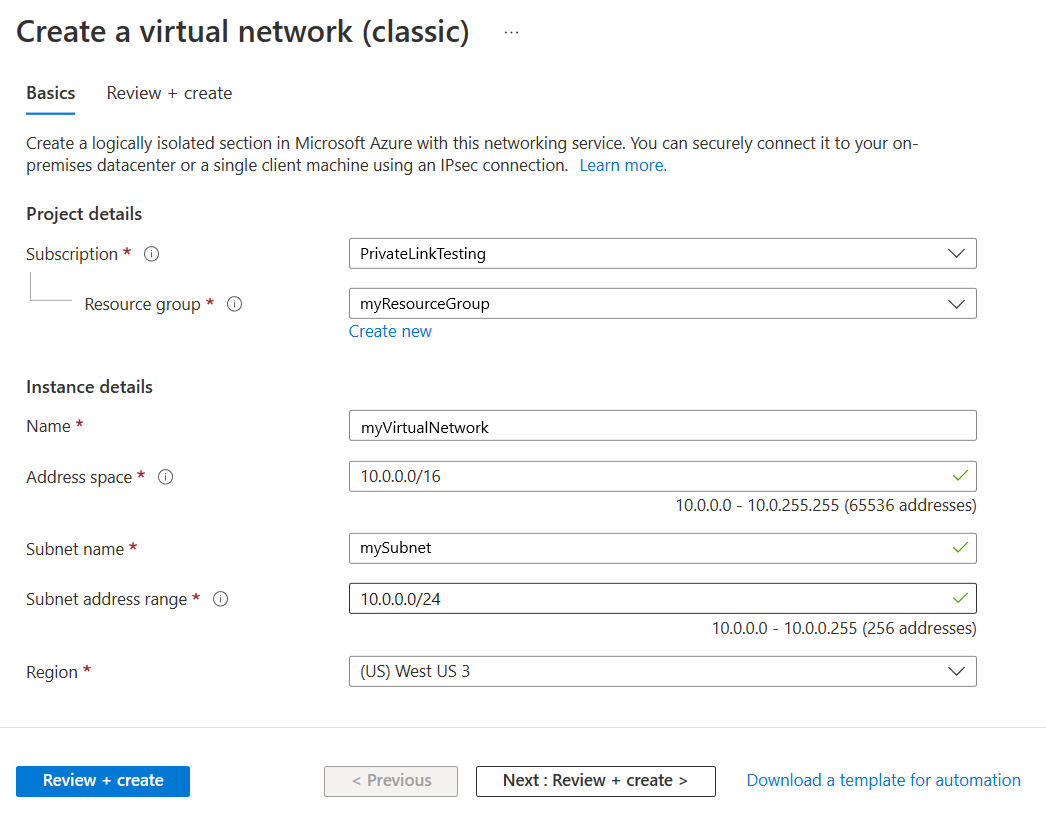 Create a virtual network (classic) ...
Basics Review + create
Create a logically isolated section in Microsoft Azure with this networking service. You can securely connect it to your on-
premises datacenter or a single client machine using an IPsec connection. Learn more.
Project details
Subscription * PrivateLinkTesting
Resource group * myResourceGroup
Create new
Instance details
Name * myVirtualNetwork
Address space * 10.0.0.0/16
10.0.0.0 - 10.0.255.255 (65536 addresses)
Subnet name * mySubnet
Subnet address range * 10.0.0.0/24
10.0.0.0 - 10.0.0.255 (256 addresses)
Region * (US) West US 3
Review + create < Previous Next : Review + create > Download a template for automation